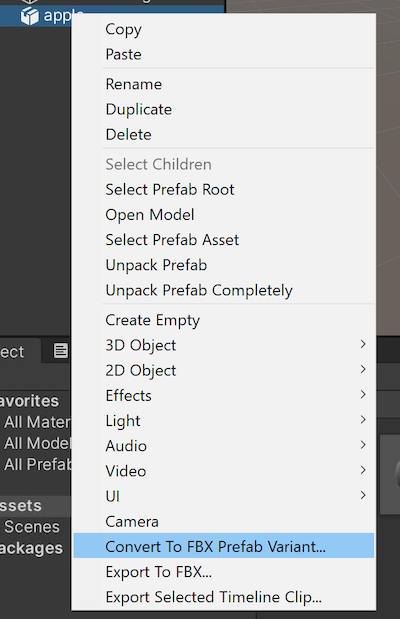 apple
Copy
Paste
Rename
Duplicate
Delete
Select Children
Select Prefab Root
Open Model
Select Prefab Asset
Unpack Prefab
Unpack Prefab Completely
Create Empty
3D Object
2D Object
Effects
Light
Audio
Video
UI
Camera
Convert To FBX Prefab Variant...
Export To FBX...
Export Selected Timeline Clip...
ect
avorites
All Mater
All Model
All Prefab
ssets
Scenes
ackages